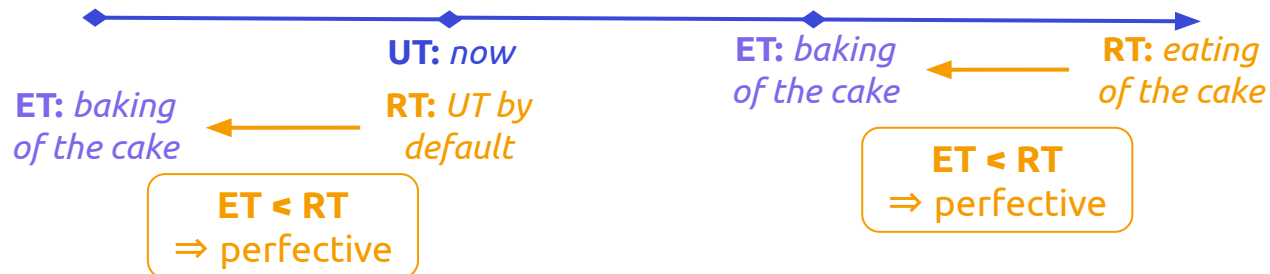 UT: now
ET: baking
of the cake
RT: eating
of the cake
ET: baking
of the cake
RT: UT by
default
ET < RT
⇒ perfective
ET < RT
⇒ perfective